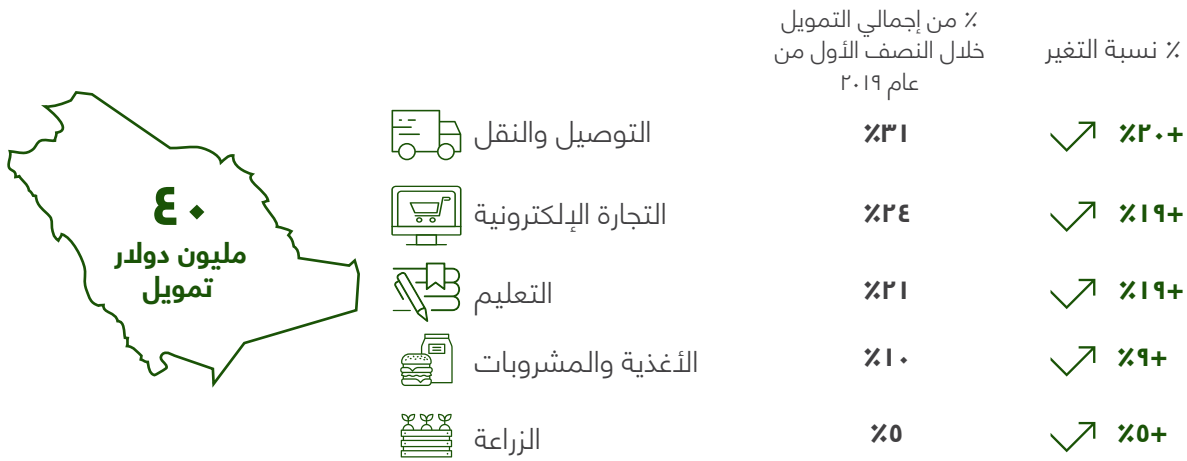 ٪ من إجمالي التمويل
خلال النصف الأول من
عام ٢٠١٩
٪ نسبة التغير
التوصيل والنقل
٪٣١
+٢٠٪
التجارة الإلكترونية
٪٢٤
+١٩٪
التعليم
٪٢١
+١٩٪
الأغذية والمشروبات
٪١٠
+٩٪
الزراعة
٪٥
+٥٪
٤٠
مليون دولار
تمويل